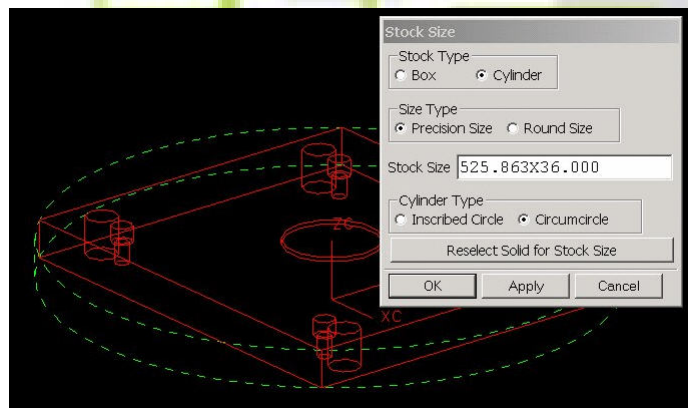 Stock Size
Stock Type
Box Cylinder
Size Type
Precision Size Round Size
Stock Size 525.863X36.000
Cylinder Type
Inscribed Circle Circumcircle
Reselect Solid for Stock Size
OK Apply Cancel
ZC
XC